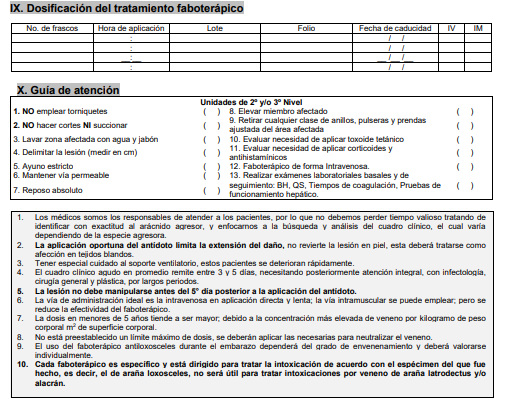 IX. Dosificación del tratamiento faboterápico
No. de frascos Hora de aplicación Lote Folio Fecha de caducidad IV IM
: / /
: / /
__:__ __/__/__
: / /
X. Guía de atención
Unidades de 2º y/o 3º Nivel
1. NO emplear torniquetes ( ) 8. Elevar miembro afectado ( )
2. NO hacer cortes NI succionar ( ) 9. Retirar cualquier clase de anillos, pulseras y prendas ajustada del área afectada ( )
3. Lavar zona afectada con agua y jabón ( ) 10. Evaluar necesidad de aplicar toxoide tetánico ( )
4. Delimitar la lesión (medir en cm) ( ) 11. Evaluar necesidad de aplicar corticoides y antihistamínicos ( )
5. Ayuno estricto ( ) 12. Faboterápico de forma Intravenosa. ( )
6. Mantener vía permeable ( ) 13. Realizar exámenes laboratoriales basales y de
7. Reposo absoluto ( ) seguimiento: BH, QS, Tiempos de coagulación, Pruebas de funcionamiento hepático. ( )
1. Los médicos somos los responsables de atender a los pacientes, por lo que no debemos perder tiempo valioso tratando de
identificar con exactitud al arácnido agresor, y enfocarnos a la búsqueda y análisis del cuadro clínico, el cual varía
dependiendo de la especie agresora.
2. La aplicación oportuna del antídoto limita la extensión del daño, no revierte la lesión en piel, esta deberá tratarse como
afección en tejidos blandos.
3. Tener especial cuidado al soporte ventilatorio, estos pacientes se deterioran rápidamente.
4. El cuadro clínico agudo en promedio remite entre 3 y 5 días, necesitando posteriormente atención integral, con infectología,
cirugía general y plástica, por largos periodos.
5. La lesión no debe manipularse antes del 5° día posterior a la aplicación del antídoto.
6. La vía de administración ideal es la intravenosa en aplicación directa y lenta; la vía intramuscular se puede emplear; pero se
reduce la efectividad del faboterápico.
7. La dosis en menores de 5 años tiende a ser mayor; debido a la concentración más elevada de veneno por kilogramo de peso
corporal m² de superficie corporal.
8. No está preestablecido un límite máximo de dosis, se deberán aplicar las necesarias para neutralizar el veneno.
9. El uso del faboterápico antiloxosceles durante el embarazo dependerá del grado de envenenamiento y deberá valorarse
individualmente.
10. Cada faboterápico es específico y está dirigido para tratar la intoxicación de acuerdo con el espécimen del que fue
hecho, es decir, el de araña loxosceles, no será útil para tratar intoxicaciones por veneno de araña latrodectus y/o
alacrán.